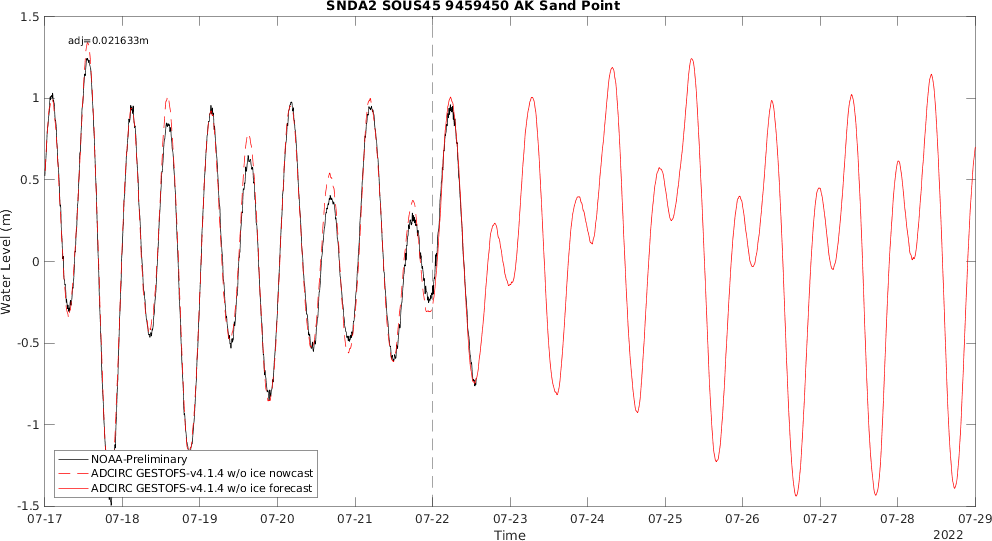 SNDA2 SOUS45 9459450 AK Sand Point
adj=0.021633m
1.5
1
0.5
0
-0.5
-1
-1.5
Water Level (m)
NOAA-Preliminary
ADCIRC GESTOFS-v4.1.4 w/o ice nowcast
ADCIRC GESTOFS-v4.1.4 w/o ice forecast
07-17 07-18 07-19 07-20 07-21 07-22 07-23 07-24 07-25 07-26 07-27 07-28 07-29
Time
2022